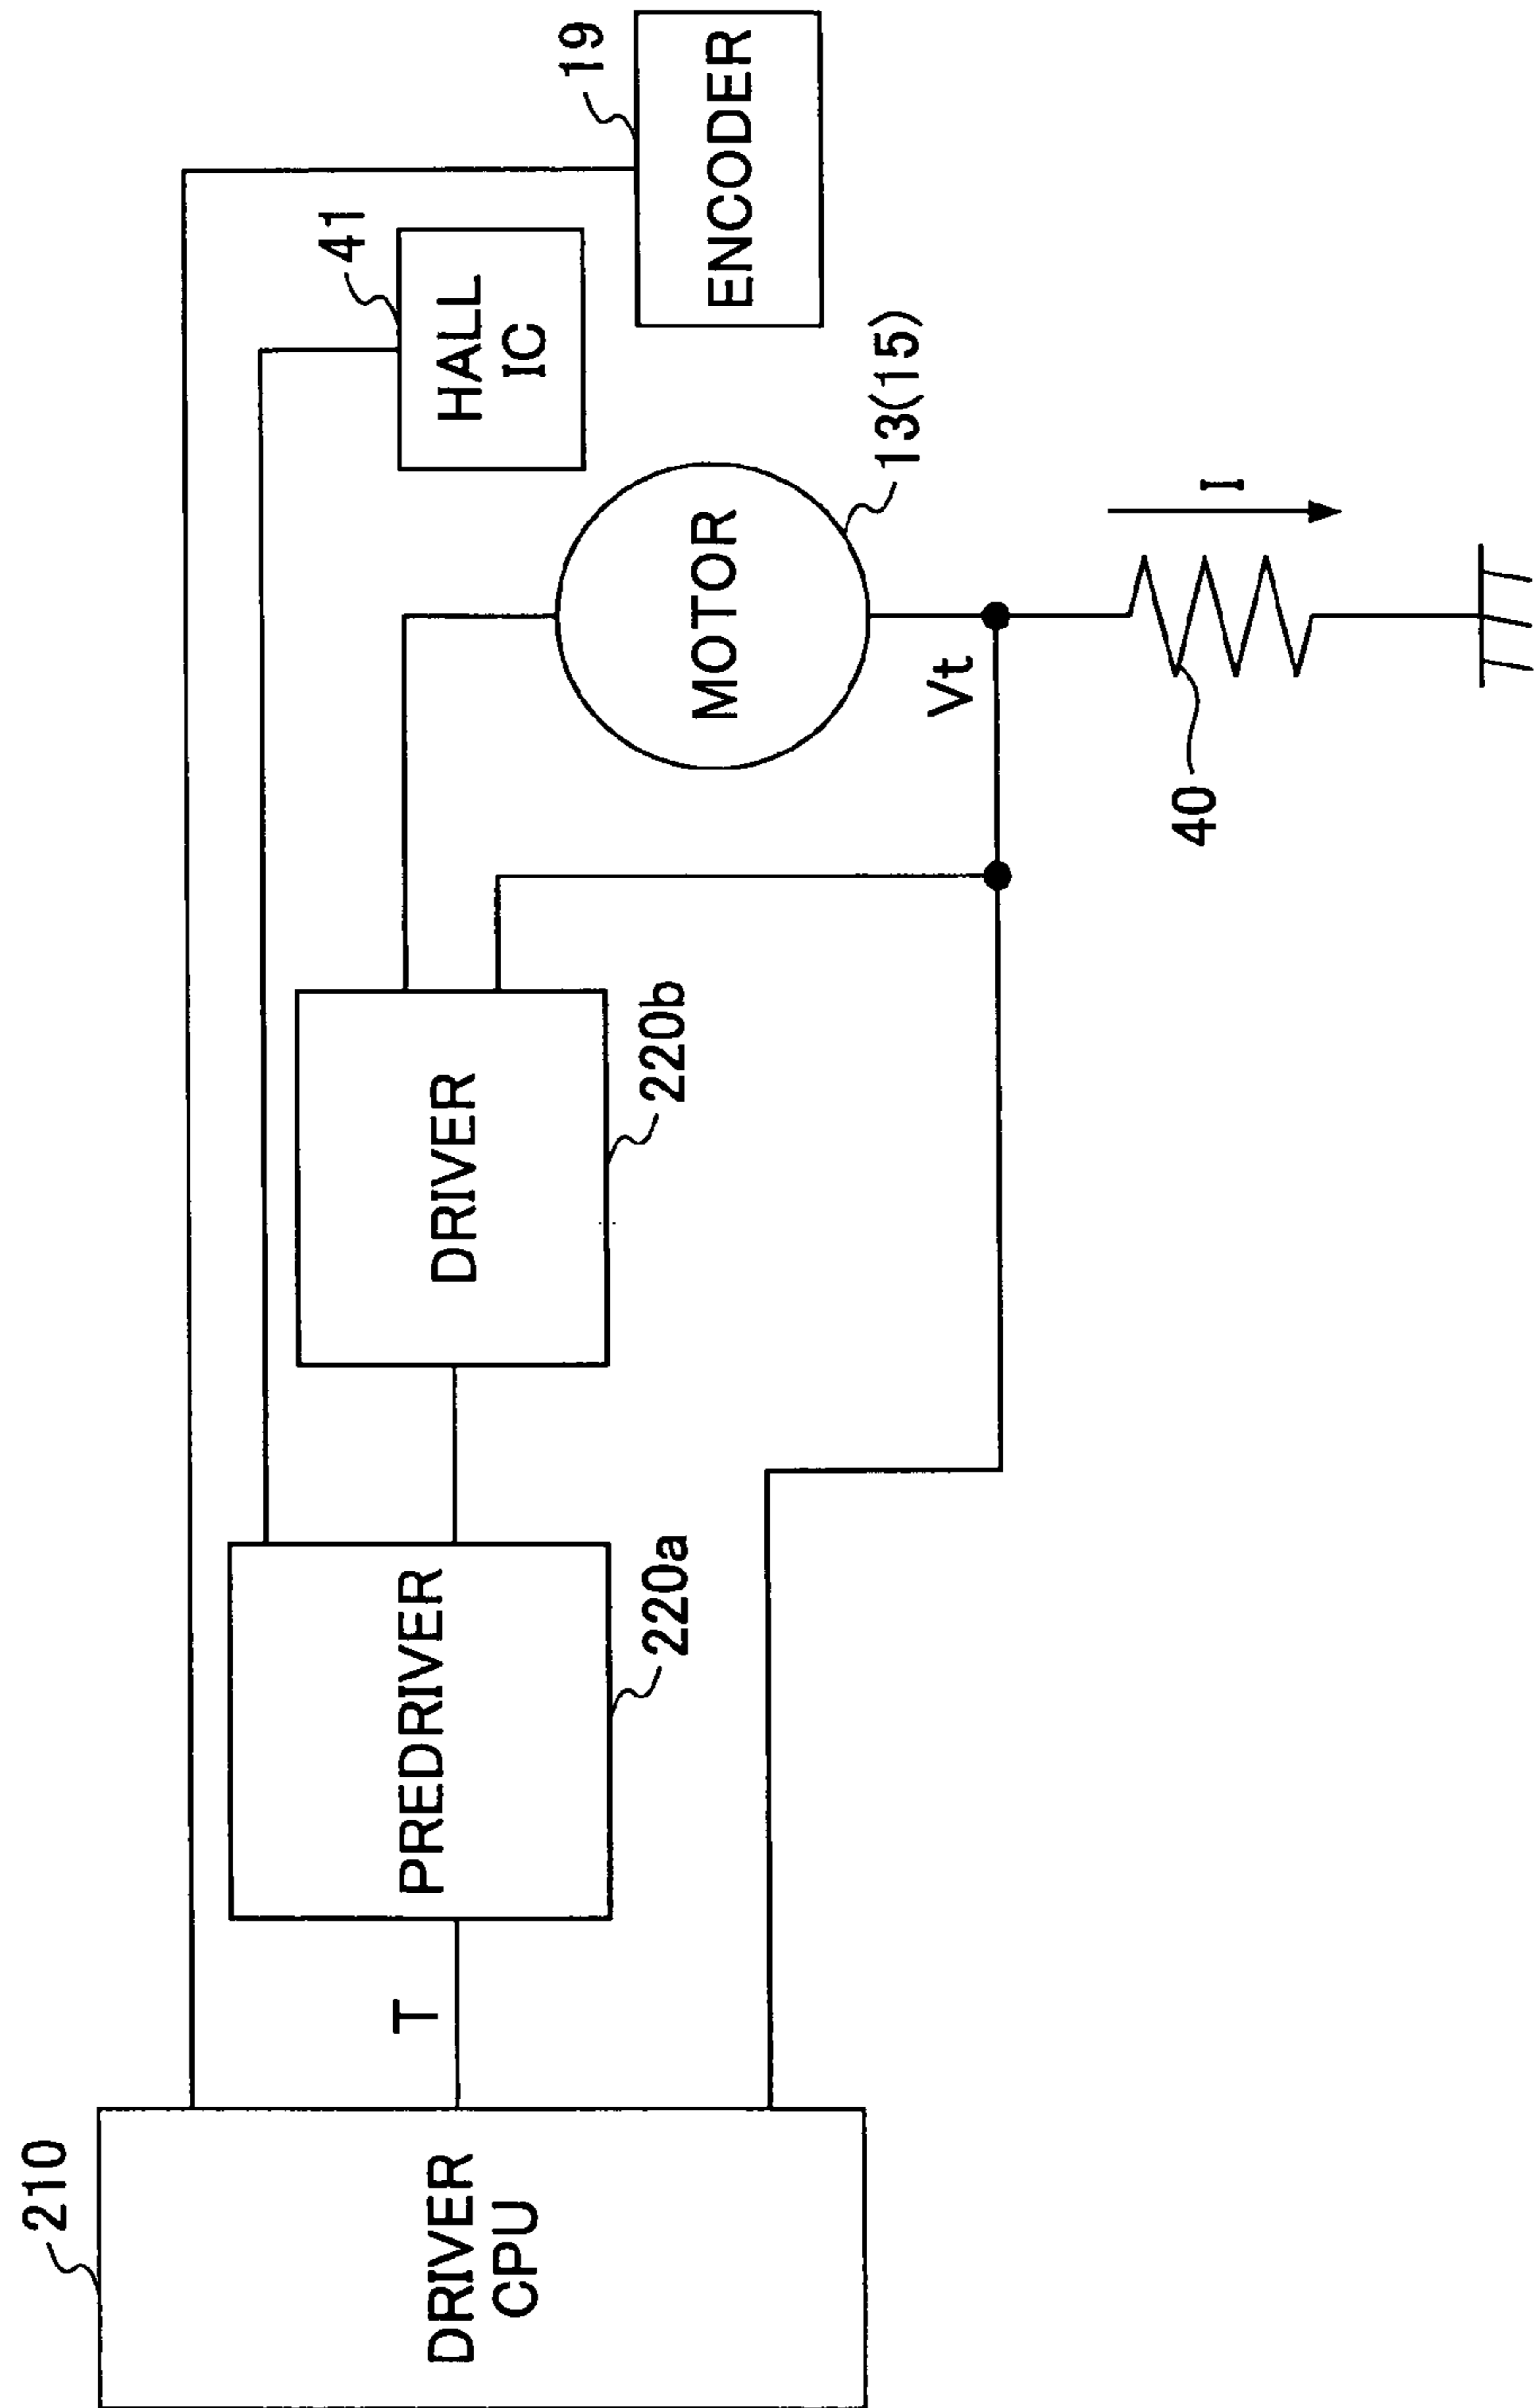 210
DRIVER
CPU
T
PREDRIVER
220a
DRIVER
220b
MOTOR
13(15)
HALL
IC
41
ENCODER
19
Vt
40
I